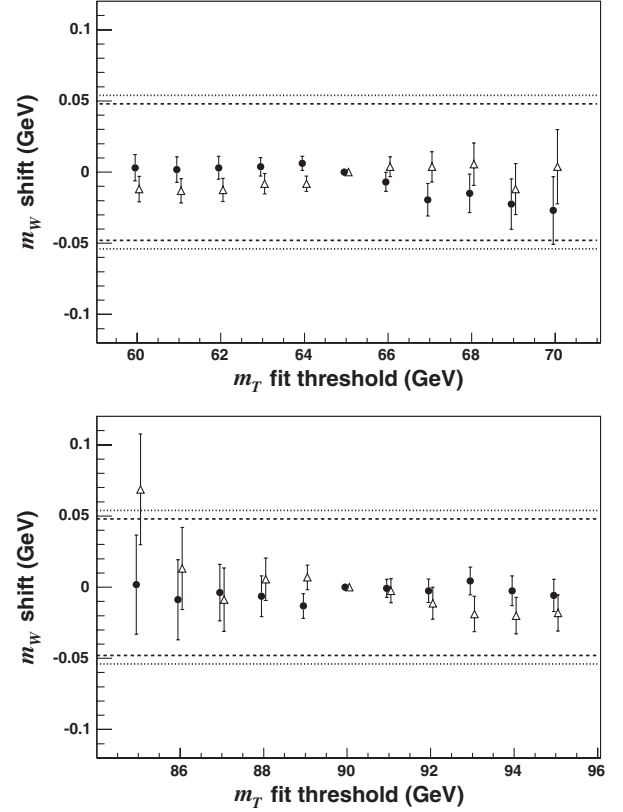 0.1
0.05
0
-0.05
-0.1
m_W shift (GeV)
60 62 64 66 68 70
m_T fit threshold (GeV)
0.1
0.05
0
-0.05
-0.1
m_W shift (GeV)
86 88 90 92 94 96
m_T fit threshold (GeV)